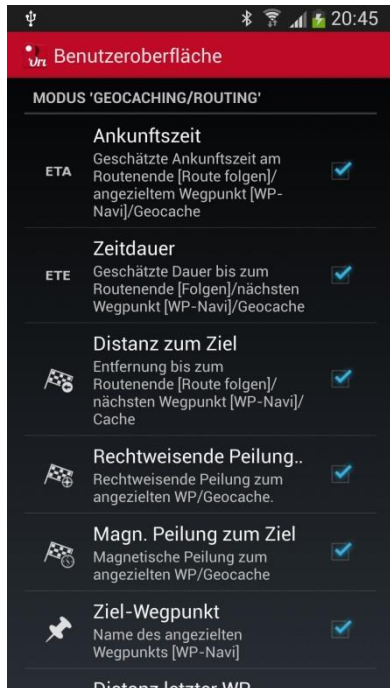 20:45
Benutzeroberfläche
MODUS 'GEOCACHING/ROUTING'
Ankunftszeit
ETA
Geschätzte Ankunftszeit am
Routenende [Route folgen]/
angezieltem Wegpunkt [WP-
Navi]/Geocache
Zeitdauer
ETE
Geschätzte Dauer bis zum
Routenende [Folgen]/nächsten
Wegpunkt [WP-Navi]/Geocache
Distanz zum Ziel
Entfernung bis zum
Routenende [Route folgen]/
nächsten Wegpunkt [WP-Navi]/
Cache
Rechtweisende Peilung..
Rechtweisende Peilung zum
angezielten WP/Geocache.
Magn. Peilung zum Ziel
Magnetische Peilung zum
angezielten WP/Geocache
Ziel-Wegpunkt
Name des angezielten
Wegpunkts [WP-Navi]
Distanz letzter WP